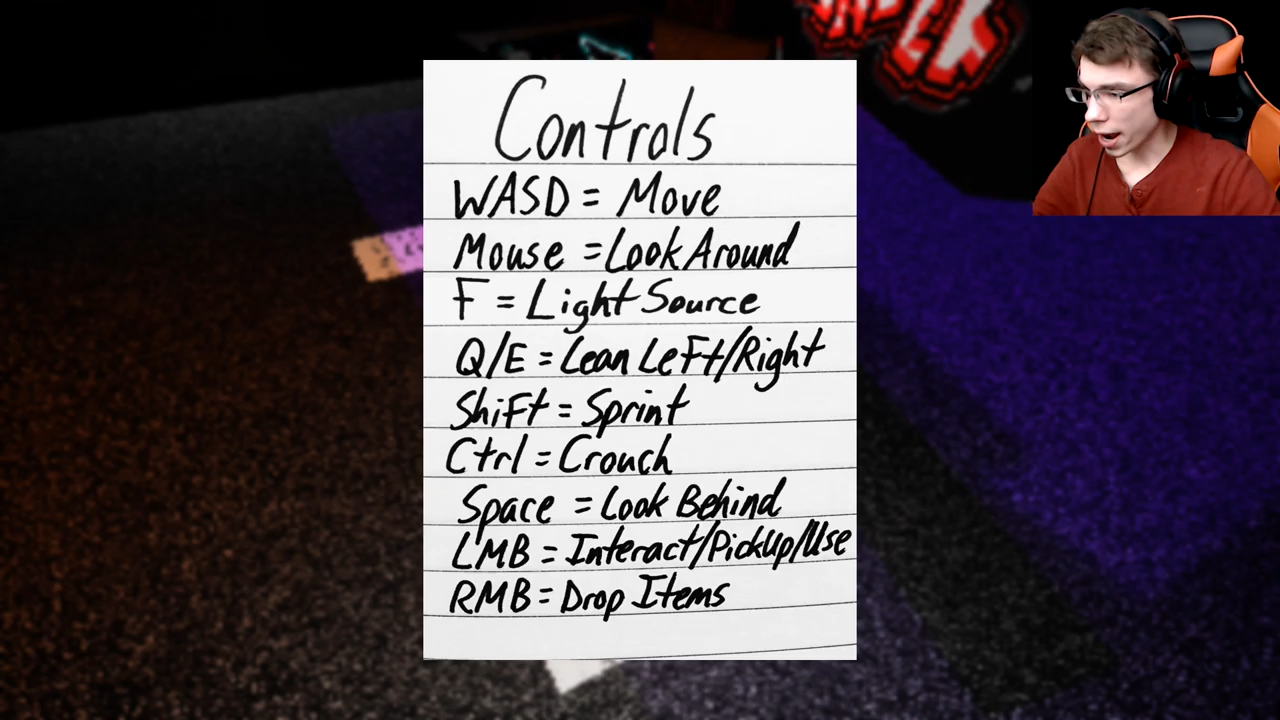 Controls
WASD = Move
Mouse = Look Around
F = Light Source
Q/E = Lean Left/Right
Shift = Sprint
Ctrl = Crouch
Space = Look Behind
LMB = Interact/PickUp/Use
RMB = Drop Items